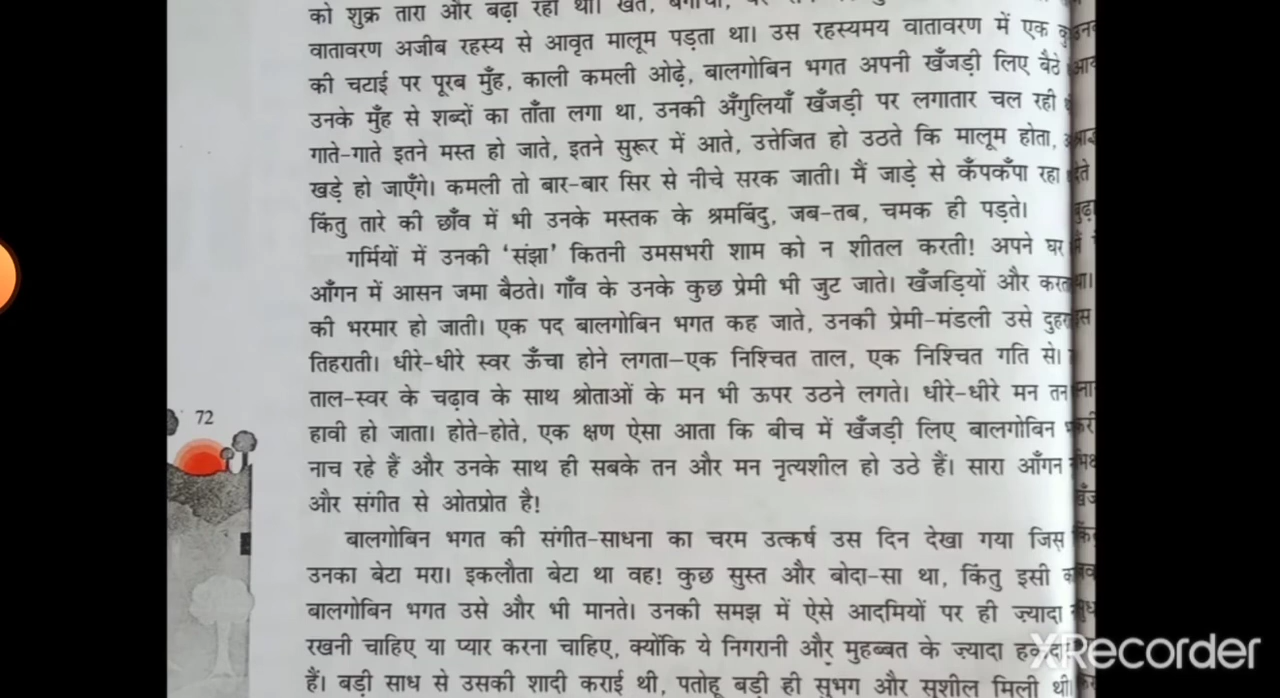 को शुक्र तारा और बढ़ा रहा था। खेत, बगीचा,
वातावरण अजीब रहस्य से आवृत मालूम पड़ता था। उस रहस्यमय वातावरण में एक
की चटाई पर पूरब मुँह, काली कमली ओढ़े, बालगोबिन भगत अपनी खँजड़ी लिए बैठे
उनके मुँह से शब्दों का ताँता लगा था, उनकी अँगुलियाँ खँजड़ी पर लगातार चल रही
गाते-गाते इतने मस्त हो जाते, इतने सुरूर में आते, उत्तेजित हो उठते कि मालूम होता,
खड़े हो जाएँगे। कमली तो बार-बार सिर से नीचे सरक जाती। मैं जाड़े से कँपकँपा रहा
किंतु तारे की छाँव में भी उनके मस्तक के श्रमबिंदु, जब-तब, चमक ही पड़ते।
गर्मियों में उनकी ‘संझा’ कितनी उमसभरी शाम को न शीतल करती! अपने घर
आँगन में आसन जमा बैठते। गाँव के उनके कुछ प्रेमी भी जुट जाते। खँजड़ियों और
की भरमार हो जाती। एक पद बालगोबिन भगत कह जाते, उनकी प्रेमी-मंडली उसे
तिहराती। धीरे-धीरे स्वर ऊँचा होने लगता—एक निश्चित ताल, एक निश्चित गति से।
ताल-स्वर के चढ़ाव के साथ श्रोताओं के मन भी ऊपर उठने लगते। धीरे-धीरे मन तन
हावी हो जाता। होते-होते, एक क्षण ऐसा आता कि बीच में खँजड़ी लिए बालगोबिन
नाच रहे हैं और उनके साथ ही सबके तन और मन नृत्यशील हो उठे हैं। सारा आँगन
और संगीत से ओतप्रोत है!
72
बालगोबिन भगत की संगीत-साधना का चरम उत्कर्ष उस दिन देखा गया जिस
उनका बेटा मरा। इकलौता बेटा था वह! कुछ सुस्त और बोदा-सा था, किंतु इसी
बालगोबिन भगत उसे और भी मानते। उनकी समझ में ऐसे आदमियों पर ही ज़्यादा
रखनी चाहिए या प्यार करना चाहिए, क्योंकि ये निगरानी और मुहब्बत के ज़्यादा
हैं। बड़ी साध से उसकी शादी कराई थी, पतोहू बड़ी ही सुभग और सुशील मिली थी।
XRecorder